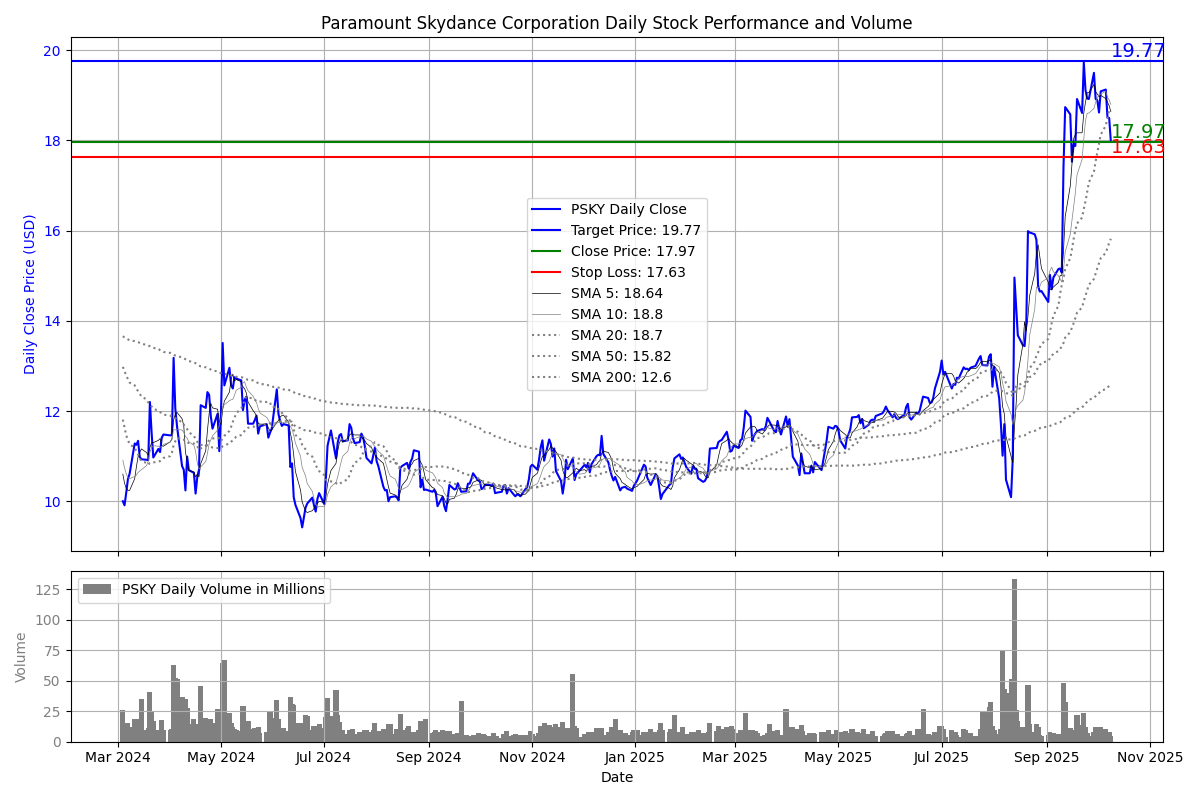 Paramount Skydance Corporation Daily Stock Performance and Volume
20
18
16
14
12
10
Daily Close Price (USD)
19.77
17.97
17.63
PSKY Daily Close
Target Price: 19.77
Close Price: 17.97
Stop Loss: 17.63
SMA 5: 18.64
SMA 10: 18.8
SMA 20: 18.7
SMA 50: 15.82
SMA 200: 12.6
PSKY Daily Volume in Millions
125
100
75
50
25
0
Volume
Mar 2024 May 2024 Jul 2024 Sep 2024 Nov 2024 Jan 2025 Mar 2025 May 2025 Jul 2025 Sep 2025 Nov 2025
Date